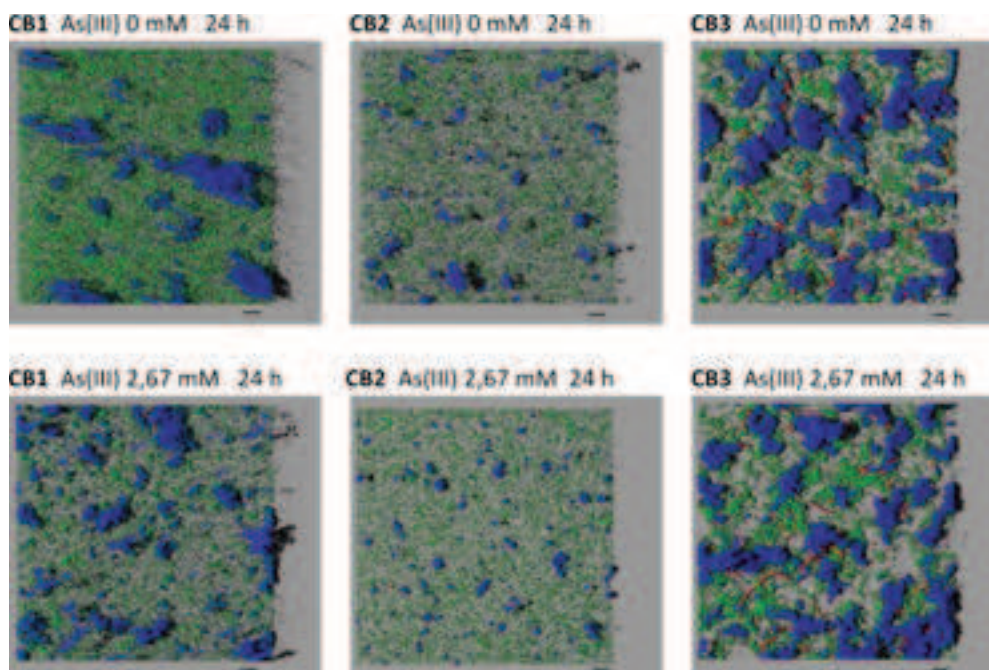 CB1 As(III) 0 mM 24 h
CB2 As(III) 0 mM 24 h
CB3 As(III) 0 mM 24 h
CB1 As(III) 2,67 mM 24 h
CB2 As(III) 2,67 mM 24 h
CB3 As(III) 2,67 mM 24 h